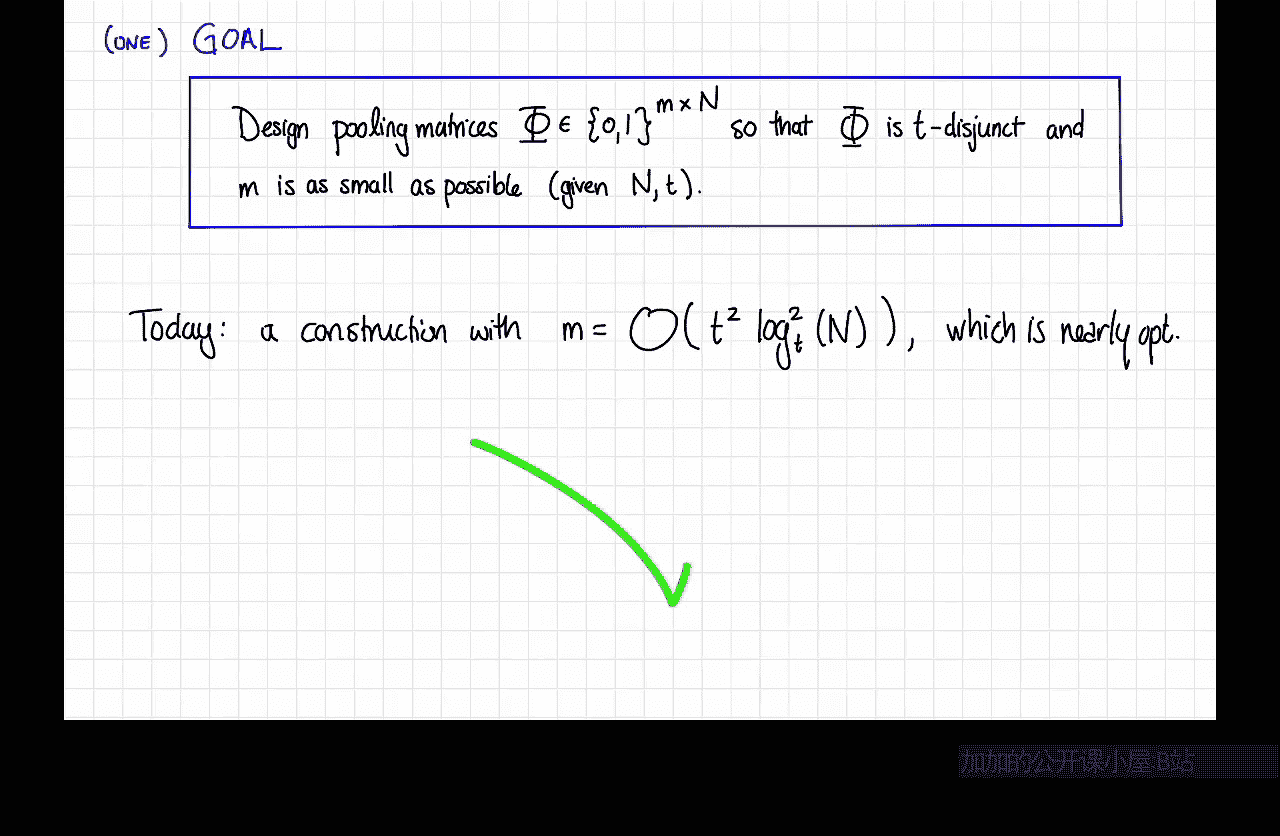 (ONE) GOAL
Design pooling matrices Φ ∈ {0,1}^{m×N} so that Φ is t-disjunct and
m is as small as possible (given N, t).
Today: a construction with m = O(t² log_t²(N)), which is nearly opt.
加加的公开课小屋 B站